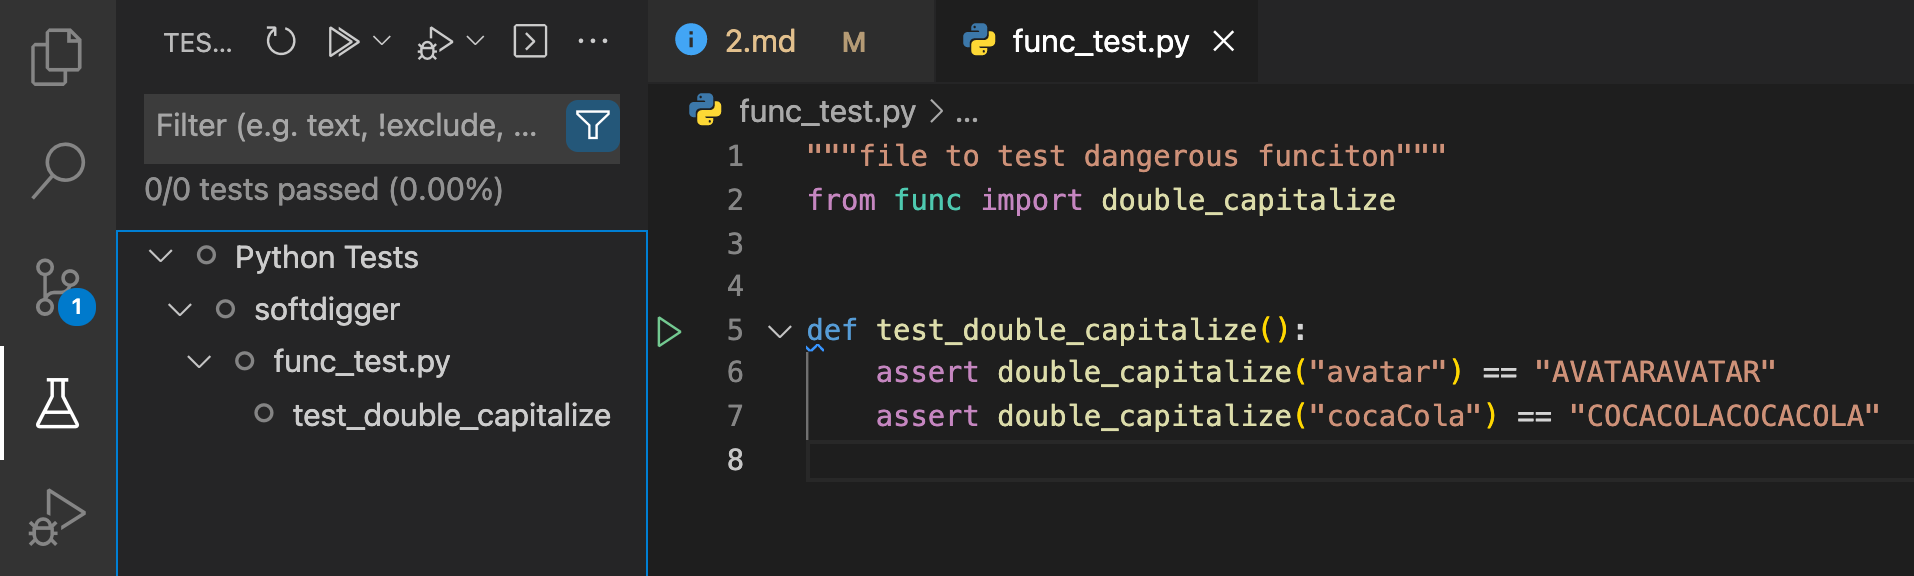 TES...
Filter (e.g. text, !exclude, ...
0/0 tests passed (0.00%)
Python Tests
softdigger
func_test.py
test_double_capitalize
1
2.md M
func_test.py
func_test.py > ...
1 """file to test dangerous funciton"""
2 from func import double_capitalize
3
4
5 def test_double_capitalize():
6 assert double_capitalize("avatar") == "AVATARAVATAR"
7 assert double_capitalize("cocaCola") == "COCACOLACOCACOLA"
8